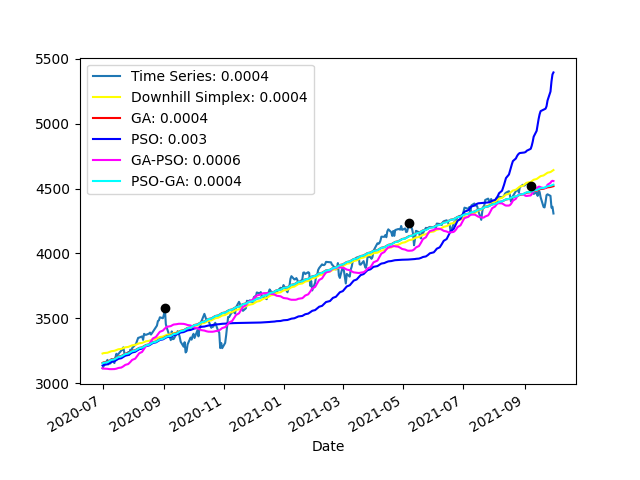 5500
5000
4500
4000
3500
3000
Time Series: 0.0004
Downhill Simplex: 0.0004
GA: 0.0004
PSO: 0.003
GA-PSO: 0.0006
PSO-GA: 0.0004
2020-07
2020-09
2020-11
2021-01
2021-03
2021-05
2021-07
2021-09
Date